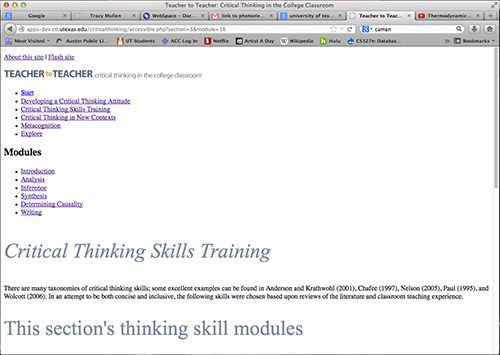 Teacher to Teacher: Critical Thinking in the College Classroom
Google
Tracy Mullen
WebSpace – Doc...
link to photoselec...
university of te...
Teacher to Teac...
Thermodynamic...
apps-dev.ctl.utexas.edu/criticalthinking/accessible.php?section=3&module=16
caman
Most Visited
Austin Public Li...
UT Students
ACC Log In
Netflix
Artist A Day
Wikipedia
Hulu
CS327e: Databas...
About this site | Flash site
TEACHER to TEACHER critical thinking in the college classroom
Start
Developing a Critical Thinking Attitude
Critical Thinking Skills Training
Critical Thinking in New Contexts
Metacognition
Explore
Modules
Introduction
Analysis
Inference
Synthesis
Determining Causality
Writing
Critical Thinking Skills Training
There are many taxonomies of critical thinking skills; some excellent examples can be found in Anderson and Krathwohl (2001), Chafee (1997), Nelson (2005), Paul (1995), and
Wolcott (2006). In an attempt to be both concise and inclusive, the following skills were chosen based upon reviews of the literature and classroom teaching experience.
This section's thinking skill modules